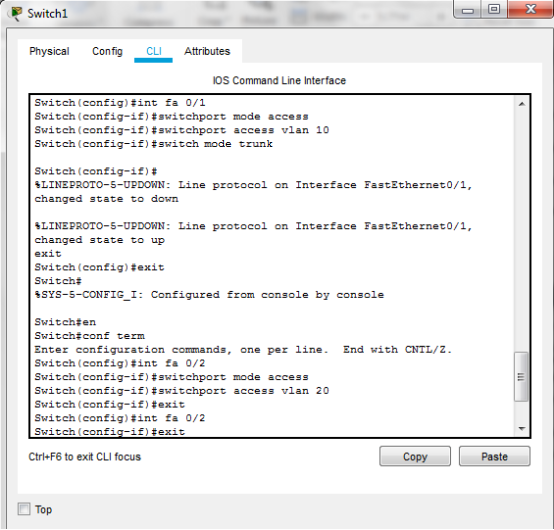 Switch1
Physical Config CLI Attributes
IOS Command Line Interface
Switch(config)#int fa 0/1
Switch(config-if)#switchport mode access
Switch(config-if)#switchport access vlan 10
Switch(config-if)#switch mode trunk
Switch(config-if)#
%LINEPROTO-5-UPDOWN: Line protocol on Interface FastEthernet0/1,
changed state to down
%LINEPROTO-5-UPDOWN: Line protocol on Interface FastEthernet0/1,
changed state to up
exit
Switch(config)#exit
Switch#
%SYS-5-CONFIG_I: Configured from console by console
Switch#en
Switch#conf term
Enter configuration commands, one per line.  End with CNTL/Z.
Switch(config)#int fa 0/2
Switch(config-if)#switchport mode access
Switch(config-if)#switchport access vlan 20
Switch(config-if)#exit
Switch(config)#int fa 0/2
Switch(config-if)#exit
Ctrl+F6 to exit CLI focus
Copy Paste
Top